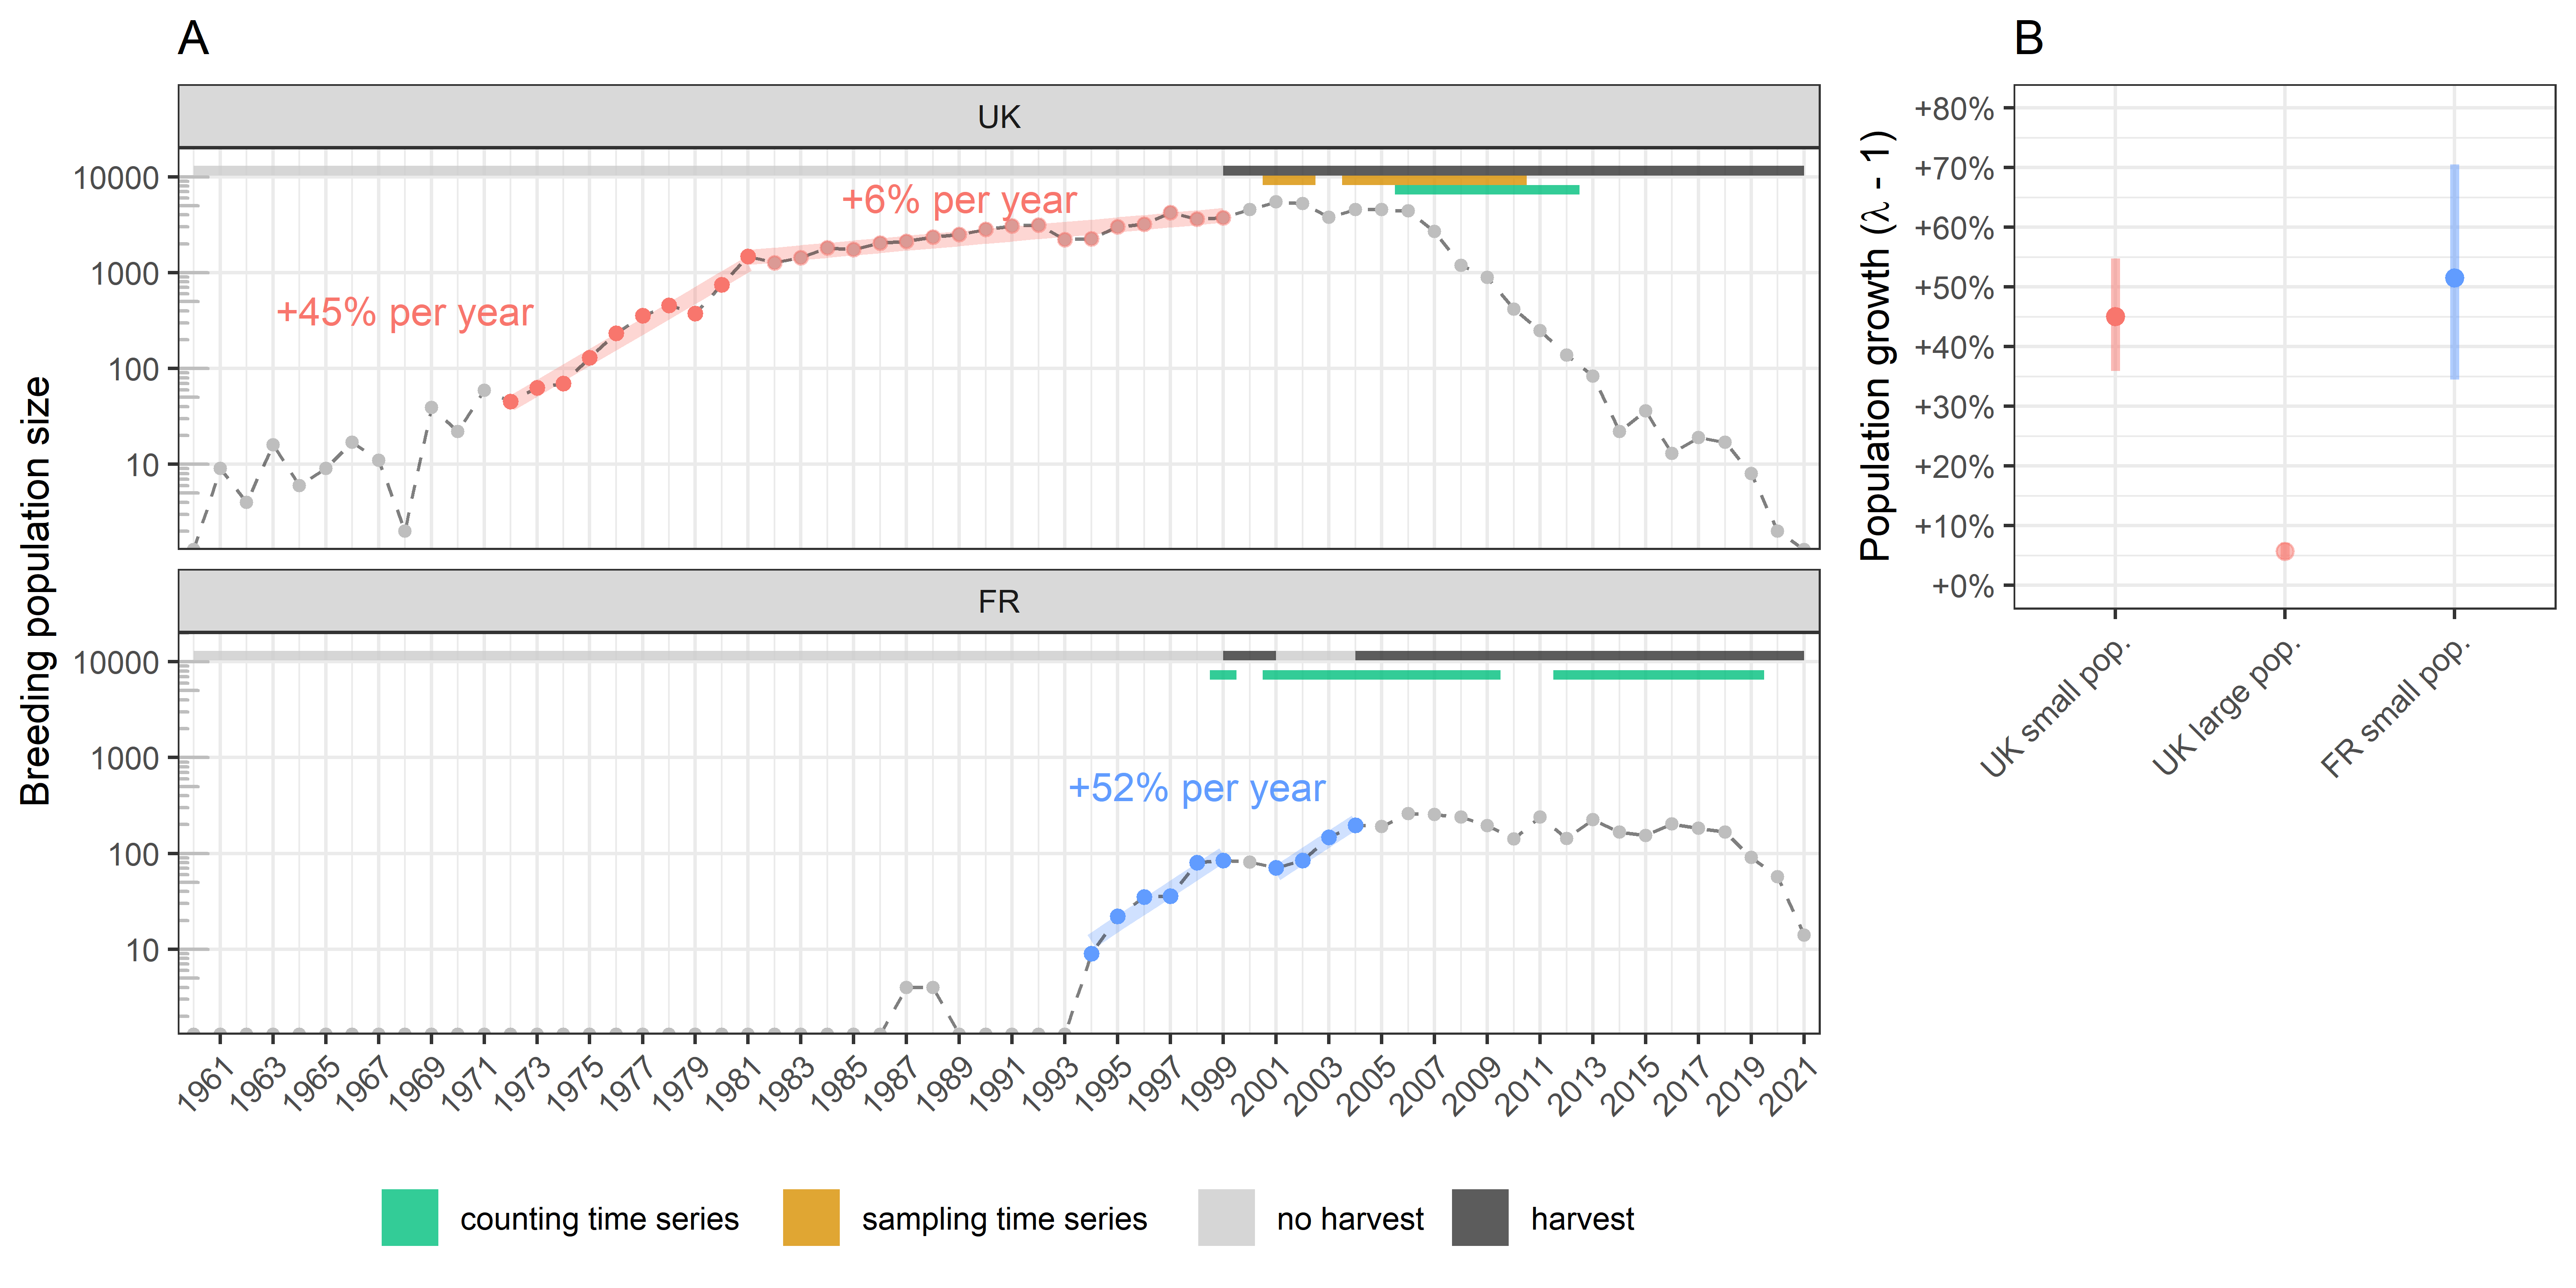 A
UK
10000
1000
100
10
+6% per year
+45% per year
FR
10000
1000
100
10
+52% per year
Breeding population size
1961 1963 1965 1967 1969 1971 1973 1975 1977 1979 1981 1983 1985 1987 1989 1991 1993 1995 1997 1999 2001 2003 2005 2007 2009 2011 2013 2015 2017 2019 2021
counting time series
sampling time series
no harvest
harvest
B
Population growth (λ - 1)
+80%
+70%
+60%
+50%
+40%
+30%
+20%
+10%
+0%
UK small pop.
UK large pop.
FR small pop.